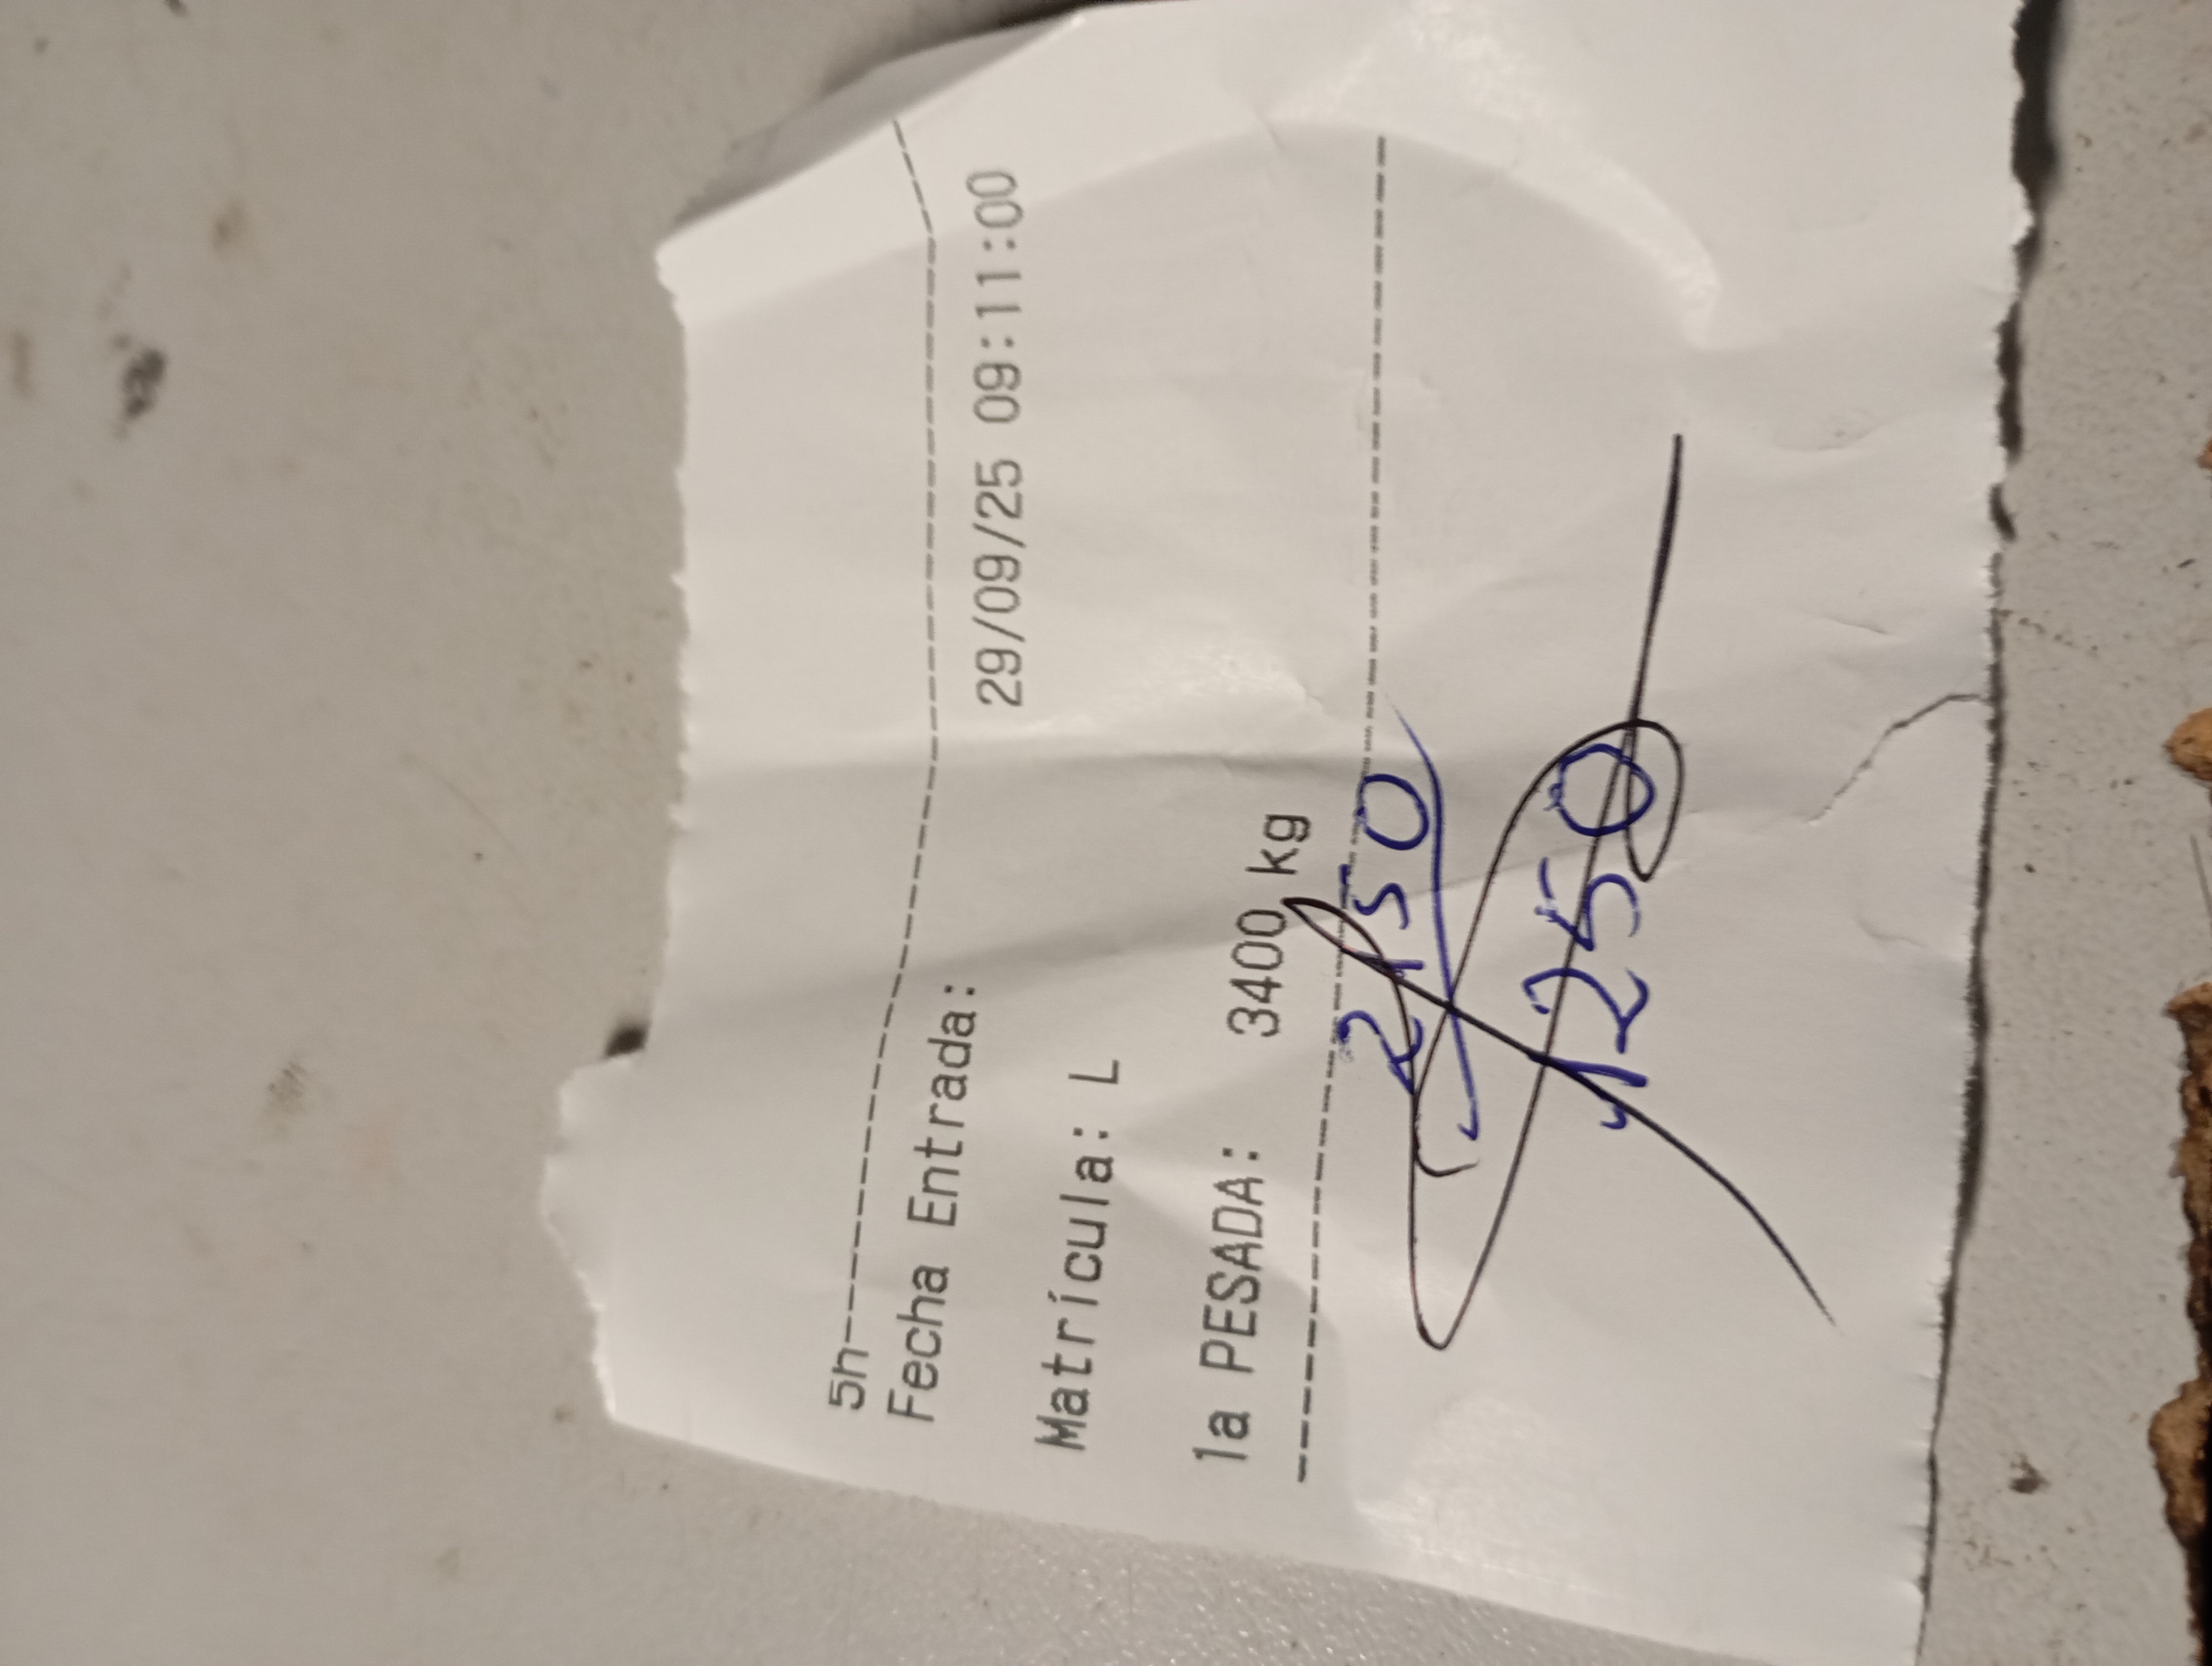 5h------------------------------
Fecha Entrada: 29/09/25 09:11:00
Matrícula: L
1a PESADA: 3400 kg
--------------------------------
2150
1250